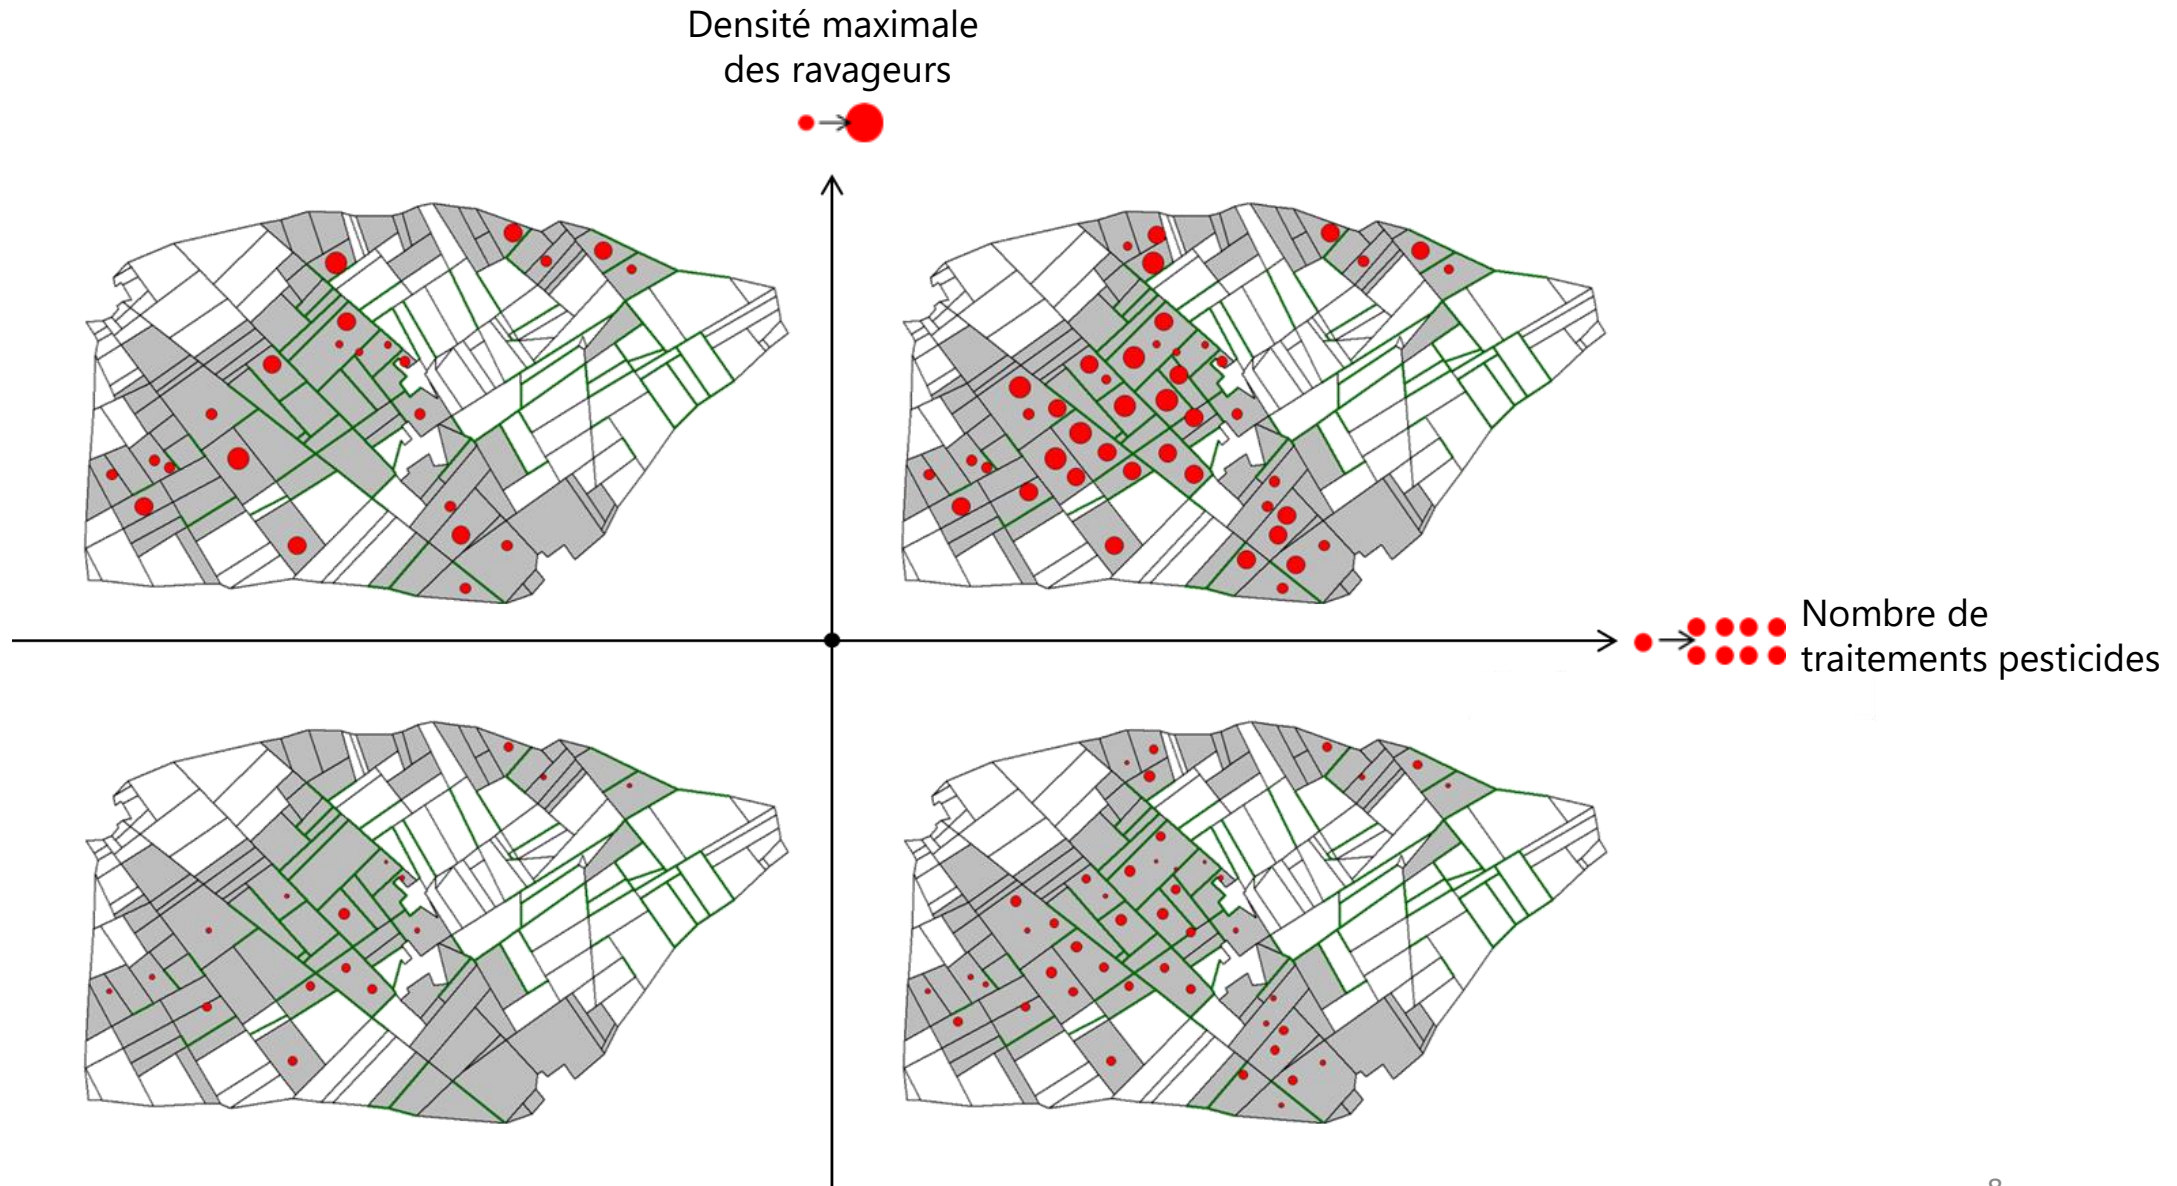 Densité maximale
des ravageurs
Nombre de
traitements pesticides